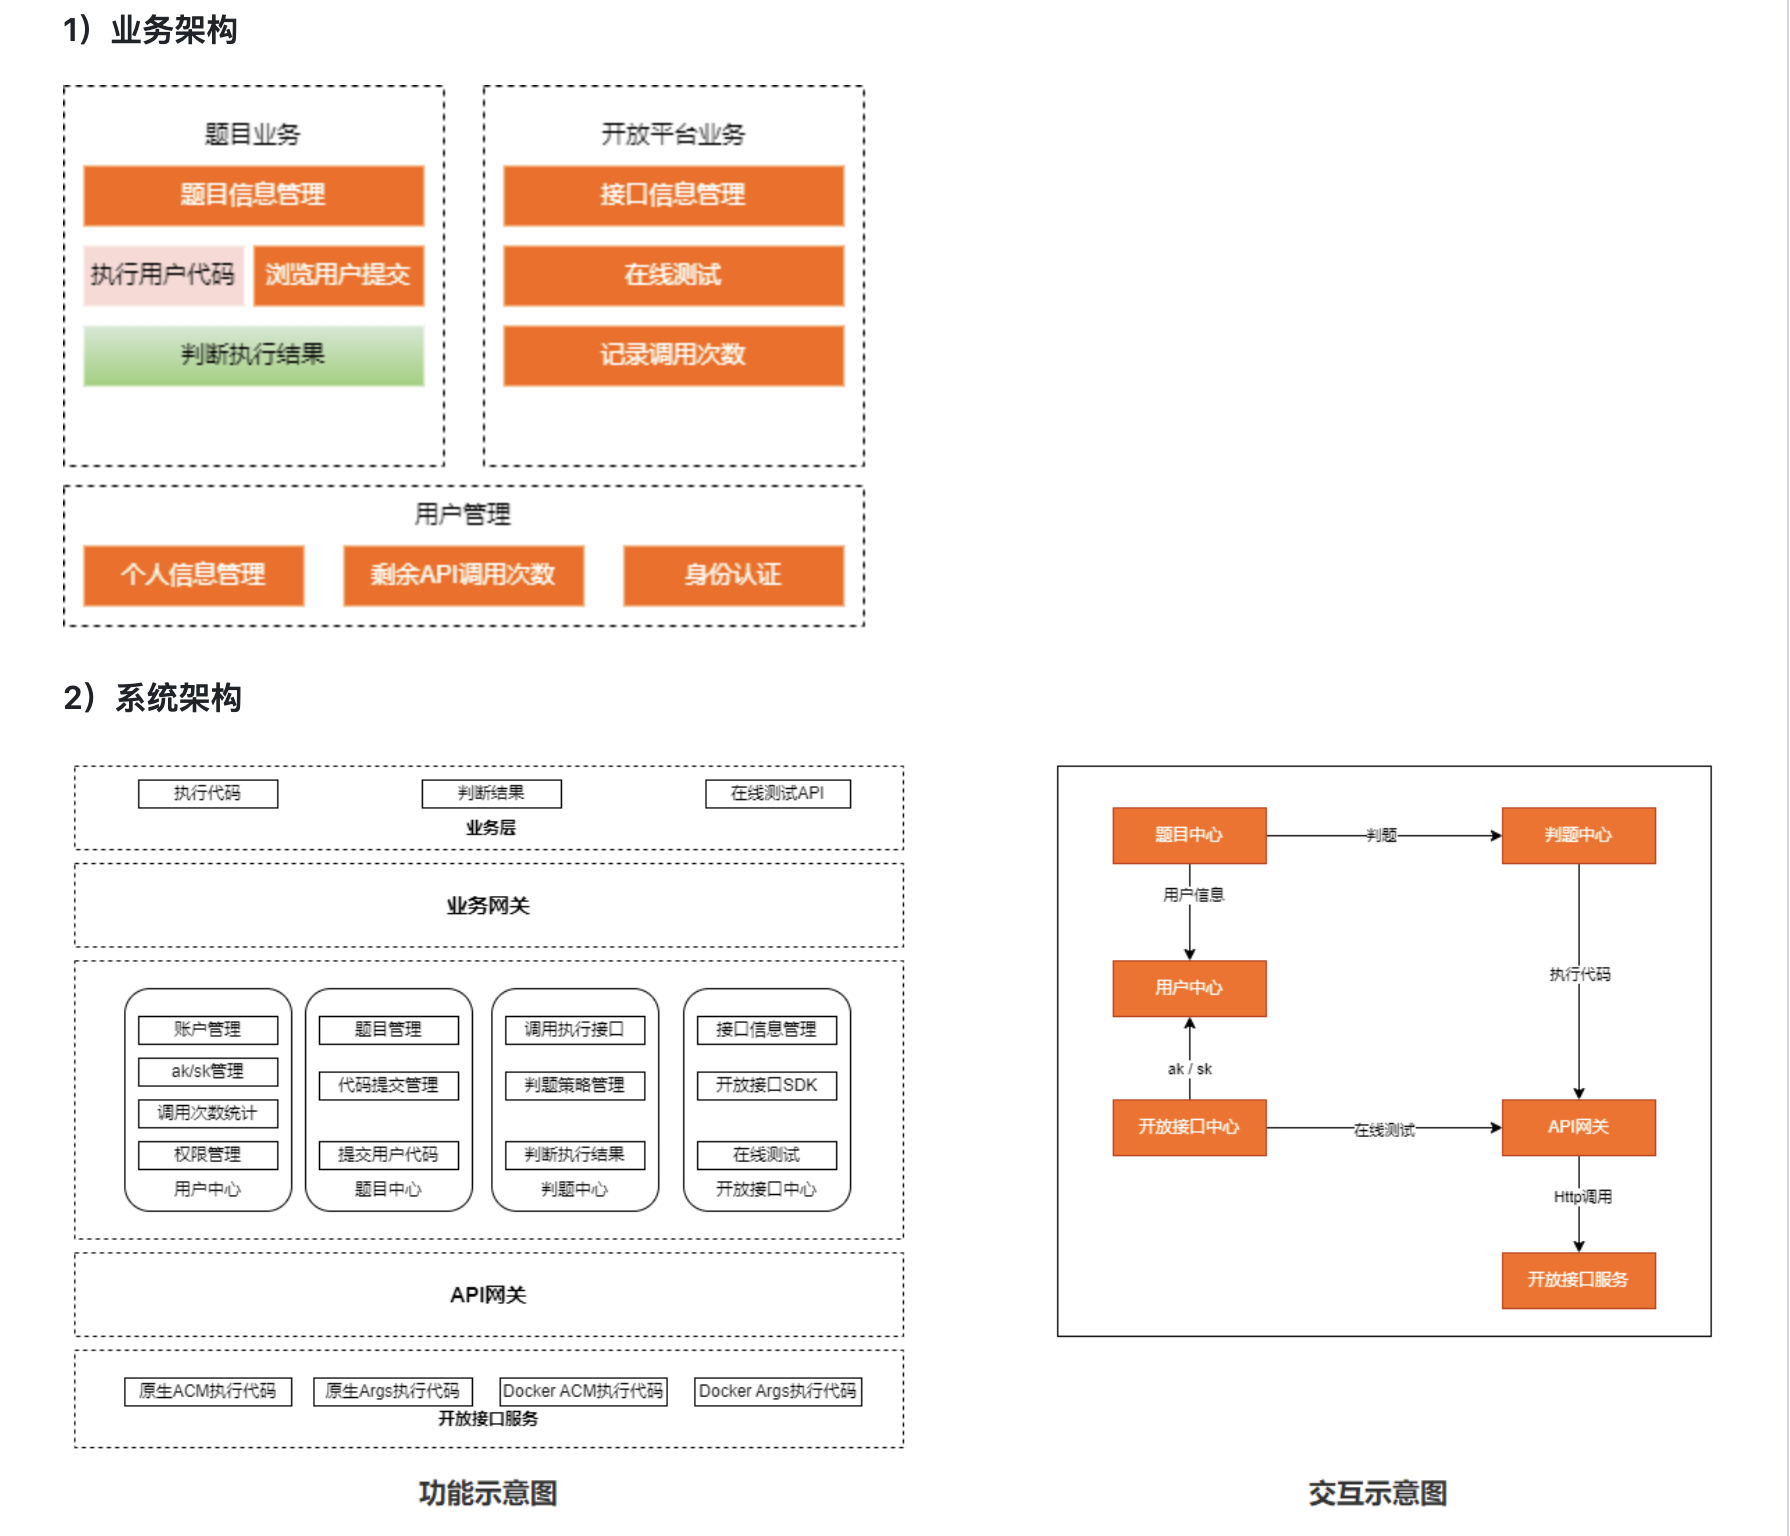 1）业务架构
题目业务
题目信息管理
执行用户代码
浏览用户提交
判断执行结果
开放平台业务
接口信息管理
在线测试
记录调用次数
用户管理
个人信息管理
剩余API调用次数
身份认证
2）系统架构
执行代码
判断结果
在线测试API
业务层
业务网关
账户管理
ak/sk管理
调用次数统计
权限管理
用户中心
题目管理
代码提交管理
提交用户代码
题目中心
调用执行接口
判题策略管理
判断执行结果
判题中心
接口信息管理
开放接口SDK
在线测试
开放接口中心
API网关
原生ACM执行代码
原生Args执行代码
Docker ACM执行代码
Docker Args执行代码
开放接口服务
功能示意图
题目中心
判题
判题中心
用户信息
用户中心
执行代码
ak / sk
开放接口中心
在线测试
API网关
Http调用
开放接口服务
交互示意图